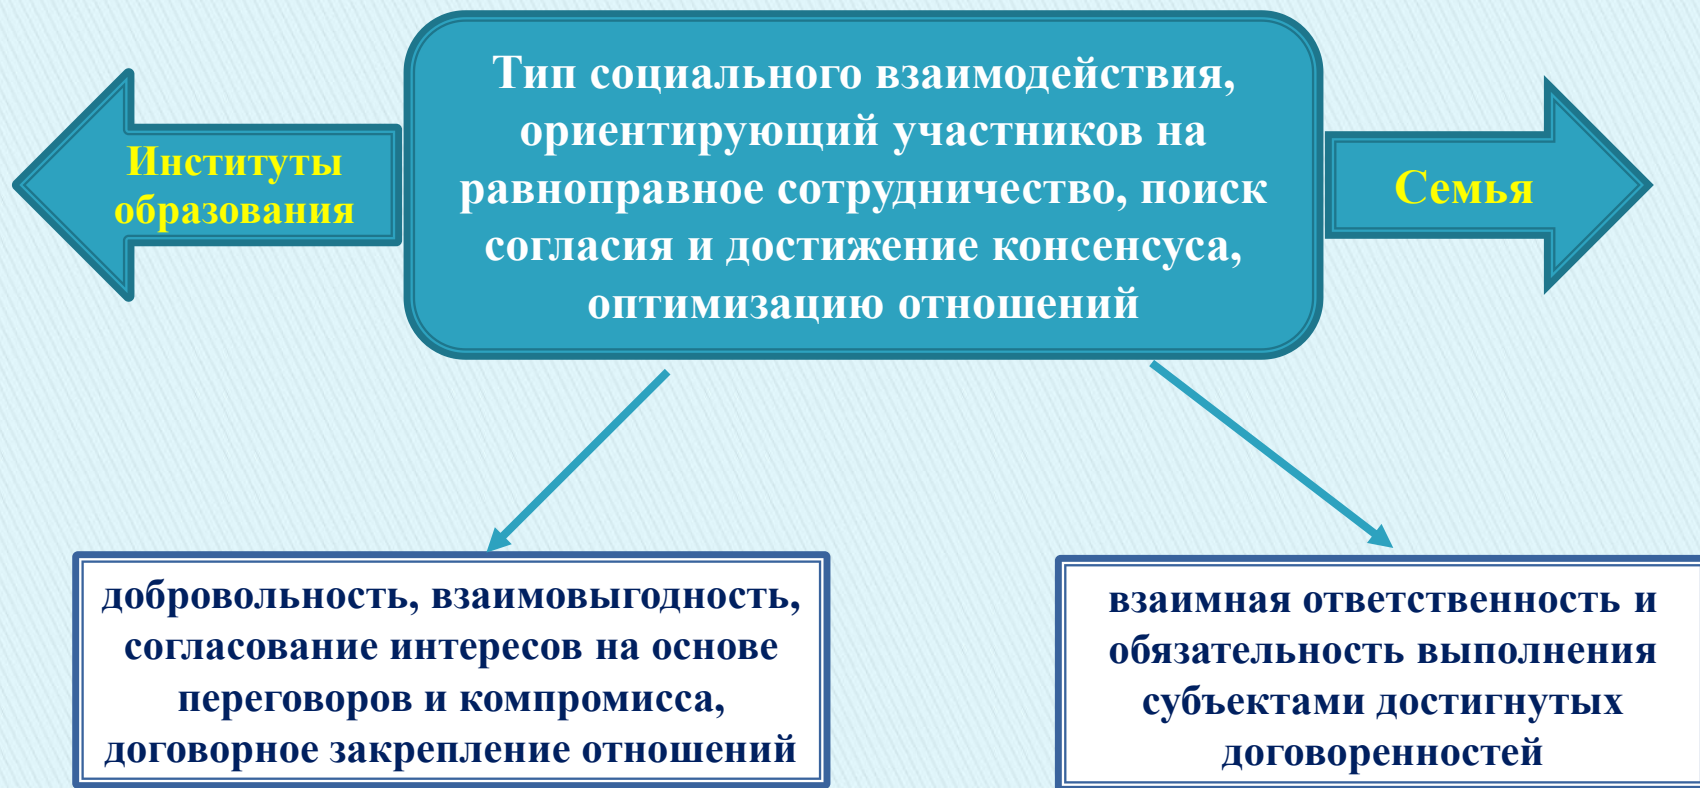 Тип социального взаимодействия,
ориентирующий участников на
равноправное сотрудничество, поиск
согласия и достижение консенсуса,
оптимизацию отношений
Институты
образования
Семья
добровольность, взаимовыгодность,
согласование интересов на основе
переговоров и компромисса,
договорное закрепление отношений
взаимная ответственность и
обязательность выполнения
субъектами достигнутых
договоренностей